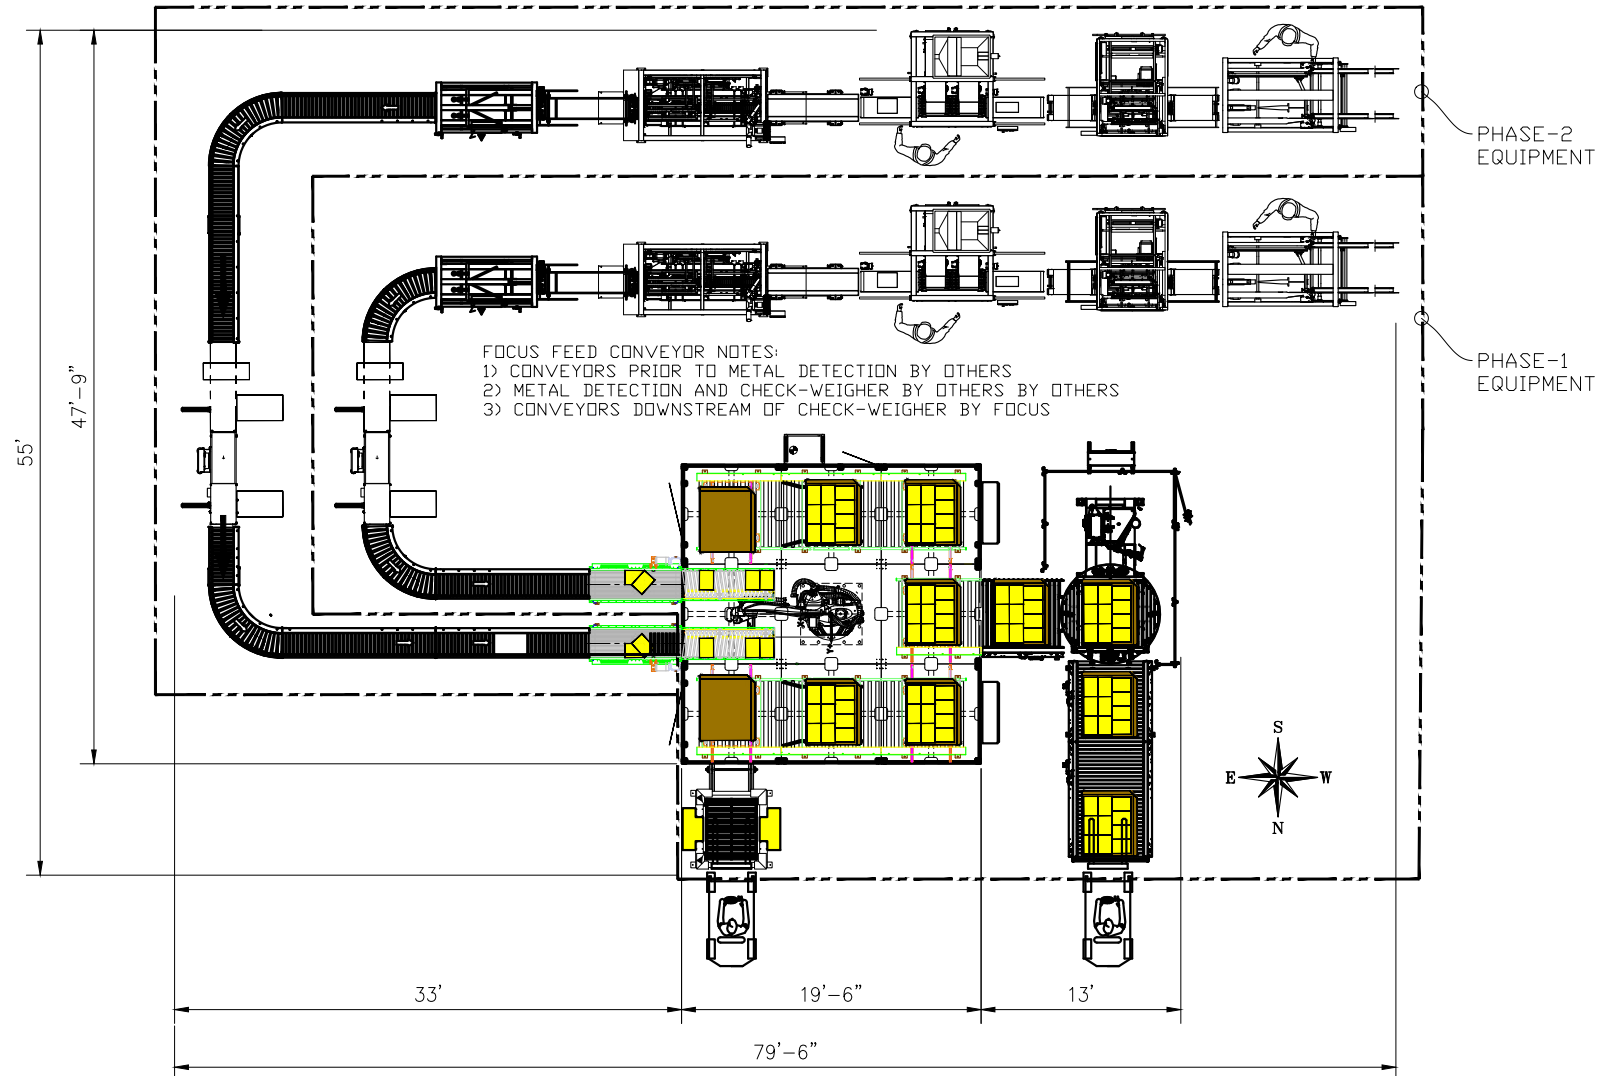 PHASE-2
EQUIPMENT
PHASE-1
EQUIPMENT
FOCUS FEED CONVEYOR NOTES:
1) CONVEYORS PRIOR TO METAL DETECTION BY OTHERS
2) METAL DETECTION AND CHECK-WEIGHER BY OTHERS BY OTHERS
3) CONVEYORS DOWNSTREAM OF CHECK-WEIGHER BY FOCUS
47'-9"
55'
X
Y
S
E W
N
33'
19'-6"
13'
79'-6"